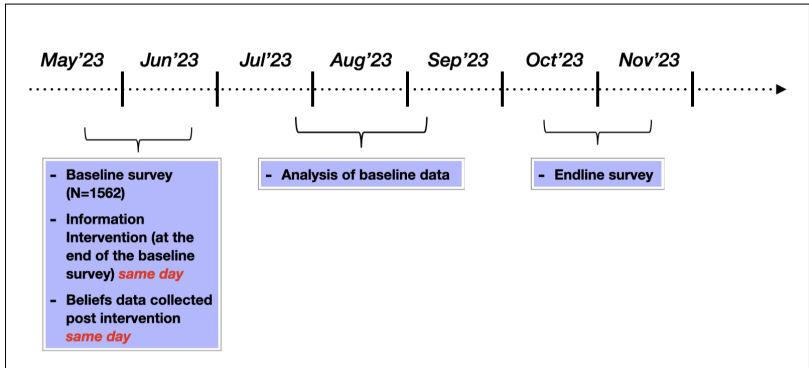 May'23 Jun'23 Jul'23 Aug'23 Sep'23 Oct'23 Nov'23
- Baseline survey
(N=1562)
- Information
Intervention (at the
end of the baseline
survey) same day
- Beliefs data collected
post intervention
same day
- Analysis of baseline data
- Endline survey